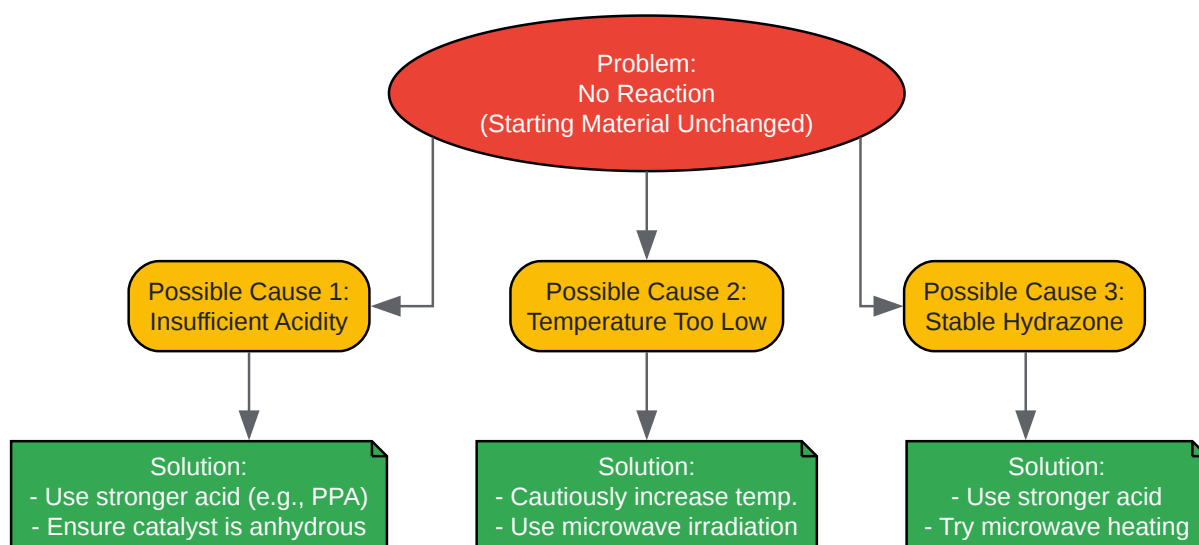 Problem:
No Reaction
(Starting Material Unchanged)
Possible Cause 1:
Insufficient Acidity
Possible Cause 2:
Temperature Too Low
Possible Cause 3:
Stable Hydrazone
Solution:
- Use stronger acid (e.g., PPA)
- Ensure catalyst is anhydrous
Solution:
- Cautiously increase temp.
- Use microwave irradiation
Solution:
- Use stronger acid
- Try microwave heating